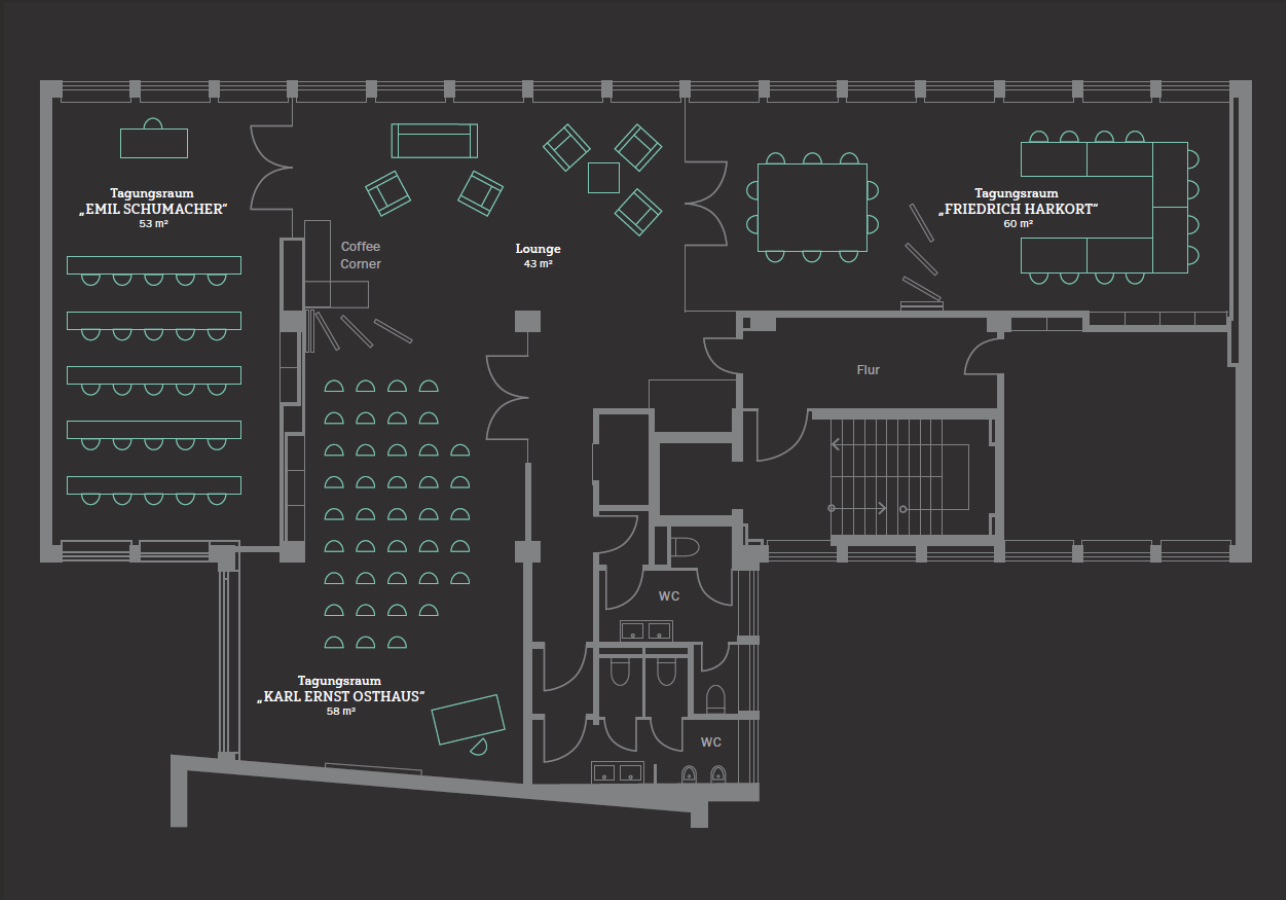 Tagungsraum
„EMIL SCHUMACHER“
53 m²
Coffee
Corner
Lounge
43 m²
Tagungsraum
„FRIEDRICH HARKORT“
60 m²
Flur
WC
Tagungsraum
„KARL ERNST OSTHAUS“
58 m²
WC